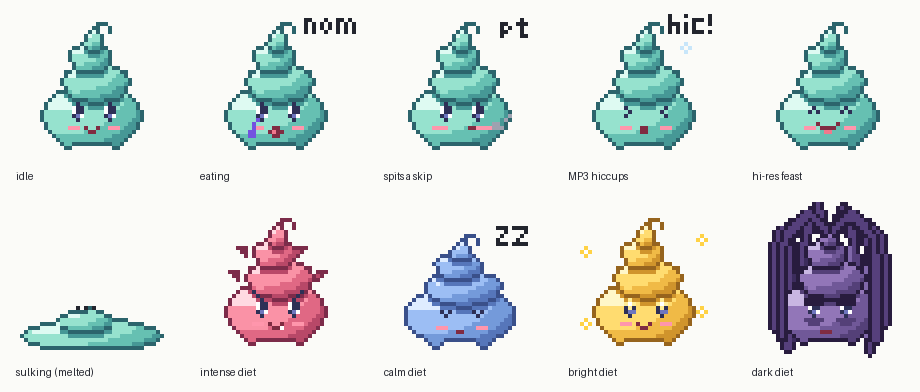 nom
pt
hic!
idle
eating
spits a skip
MP3 hiccups
hi-res feast
zz
sulking (melted)
intense diet
calm diet
bright diet
dark diet